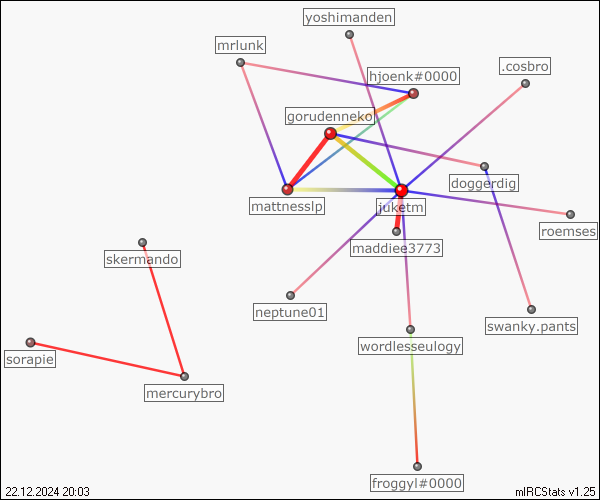 yoshimanden
mrlunk
.cosbro
hjoenk#0000
gorudenneko
doggerdig
mattnesslp
juketm
roemses
maddiee3773
skermando
neptune01
swanky.pants
wordlesseulogy
sorapie
mercurybro
froggyl#0000
22.12.2024 20:03
mIRCStats v1.25